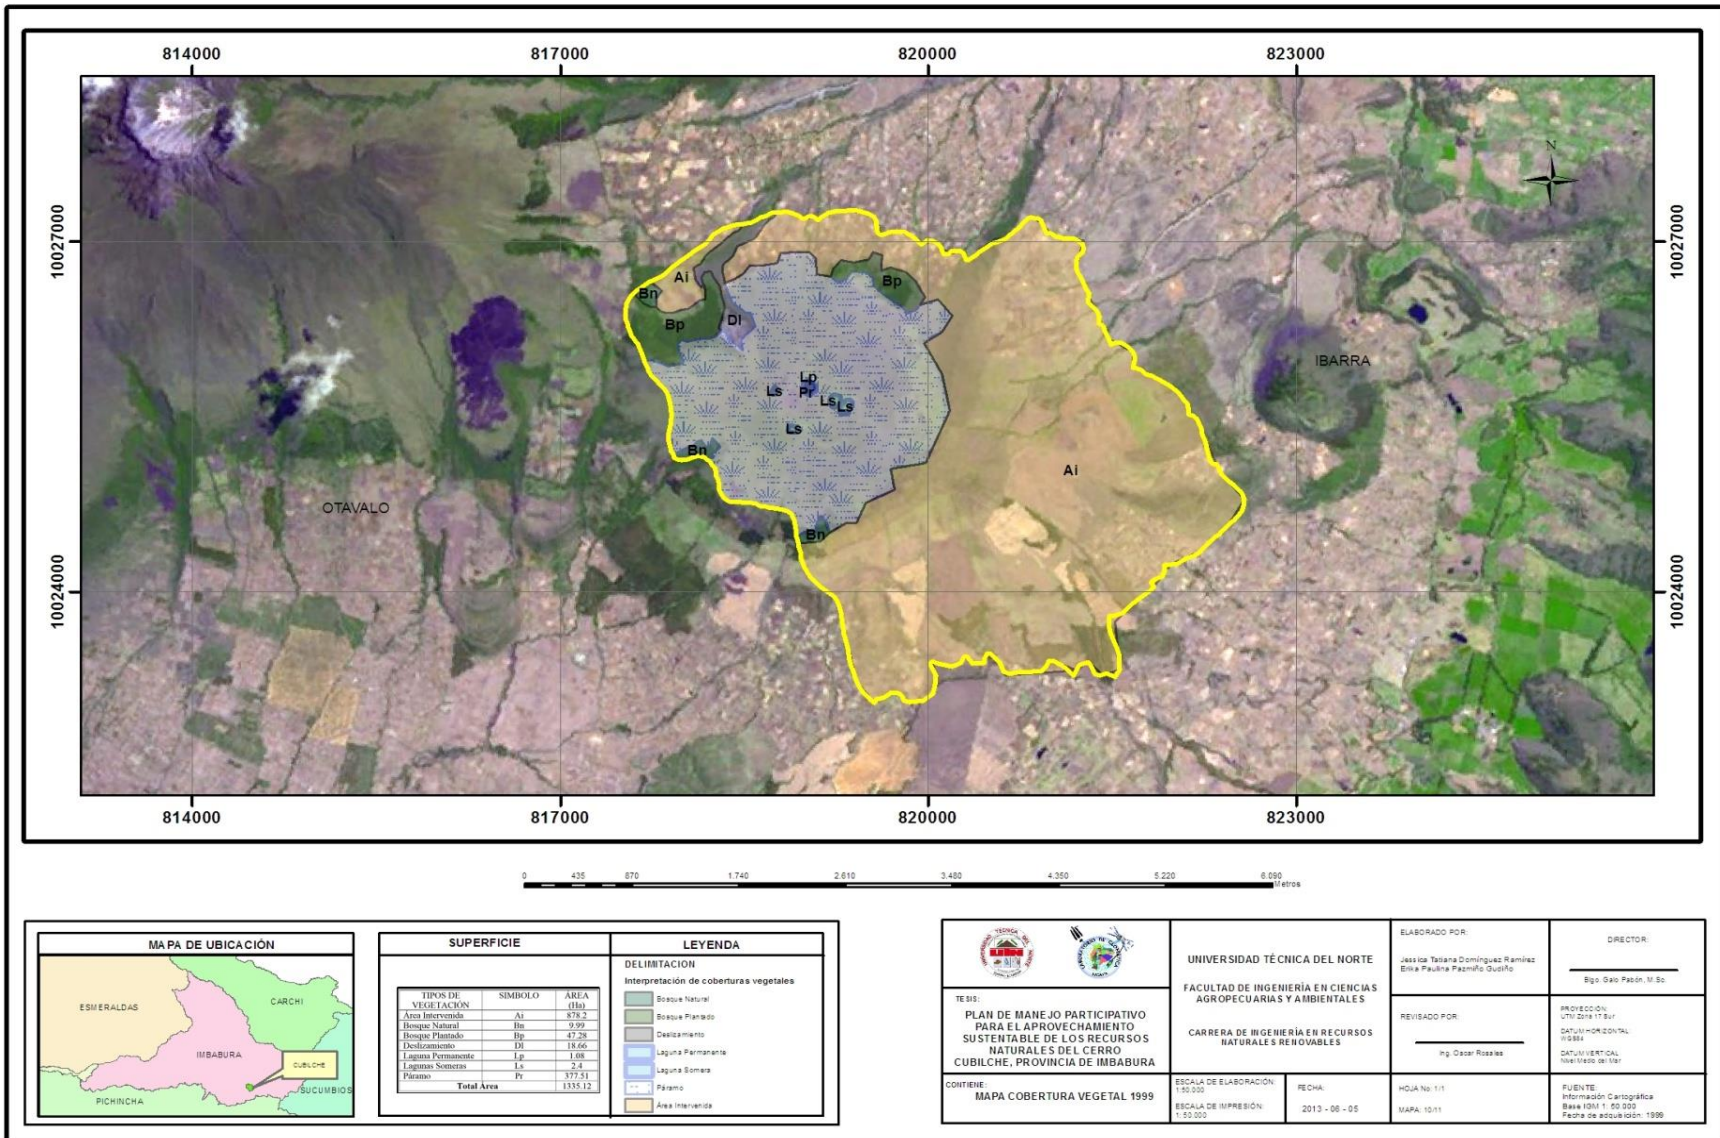 814000
817000
820000
823000
10027000
10027000
N
Ai
Bn
Bp
Bp
Dl
Lp
Ls
Pr
Ls
Ls
Ls
Bn
Bn
Ai
IBARRA
OTAVALO
10024000
10024000
814000
817000
820000
823000
0 435 870 1.740 2.610 3.480 4.350 5.220 6.090
Metros
MAPA DE UBICACIÓN
ESMERALDAS
CARCHI
IMBABURA
CUBILCHE
SUCUMBIOS
PICHINCHA
SUPERFICIE
TIPOS DE VEGETACIÓN SIMBOLO ÁREA (Ha)
Área Intervenida Ai 878.2
Bosque Natural Bn 9.99
Bosque Plantado Bp 47.28
Deslizamiento Dl 18.66
Laguna Permanente Lp 1.08
Lagunas Someras Ls 2.4
Páramo Pr 377.51
Total Área 1335.12
LEYENDA
DELIMITACION
Interpretación de coberturas vegetales
Bosque Natural
Bosque Plantado
Deslizamiento
Laguna Permanente
Laguna Somera
Páramo
Área Intervenida
TESIS:
PLAN DE MANEJO PARTICIPATIVO
PARA EL APROVECHAMIENTO
SUSTENTABLE DE LOS RECURSOS
NATURALES DEL CERRO
CUBILCHE, PROVINCIA DE IMBABURA
CONTIENE:
MAPA COBERTURA VEGETAL 1999
UNIVERSIDAD TÉCNICA DEL NORTE
FACULTAD DE INGENIERÍA EN CIENCIAS
AGROPECUARIAS Y AMBIENTALES
CARRERA DE INGENIERÍA EN RECURSOS
NATURALES RENOVABLES
ESCALA DE ELABORACIÓN:
1:50.000
ESCALA DE IMPRESIÓN:
1:50.000
FECHA:
2013 - 06 - 05
ELABORADO POR:
Jessica Tatiana Domínguez Ramírez
Erika Paulina Pazmiño Gudiño
DIRECTOR:
Blgo. Galo Pabón, M.Sc.
REVISADO POR:
Ing. Oscar Rosales
PROYECCIÓN:
UTM Zona 17 Sur
DATUM HORIZONTAL:
WGS84
DATUM VERTICAL:
Nivel Medio del Mar
HOJA No: 1/1
MAPA: 10/11
FUENTE:
Información Cartográfica
Base IGM 1: 50.000
Fecha de adquisición: 1999